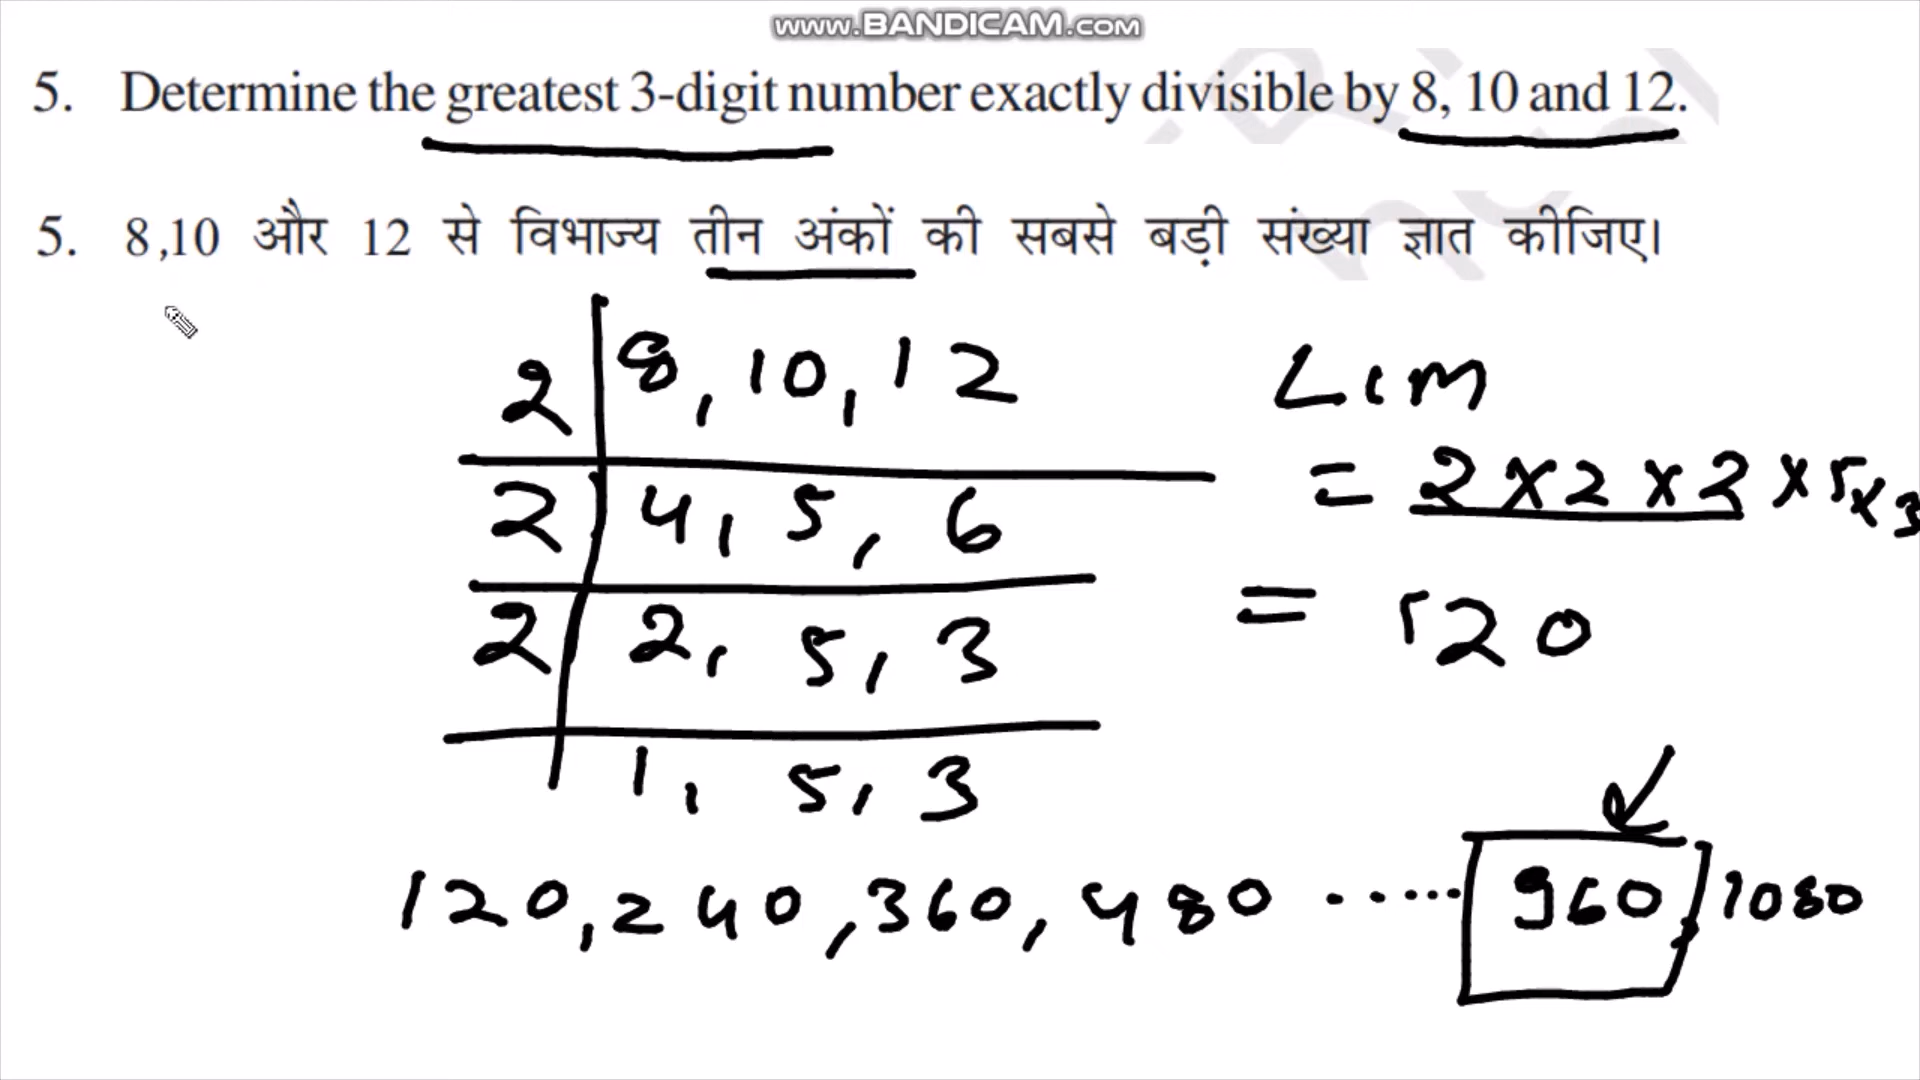 www.BANDICAM.com
5. Determine the greatest 3-digit number exactly divisible by 8, 10 and 12.
5. 8,10 और 12 से विभाज्य तीन अंकों की सबसे बड़ी संख्या ज्ञात कीजिए।
2 | 8, 10, 12
2 | 4, 5, 6
2 | 2, 5, 3
1, 5, 3
LCM
= 2 × 2 × 2 × 5 × 3
= 120
120, 240, 360, 480 ..... 960, 1080